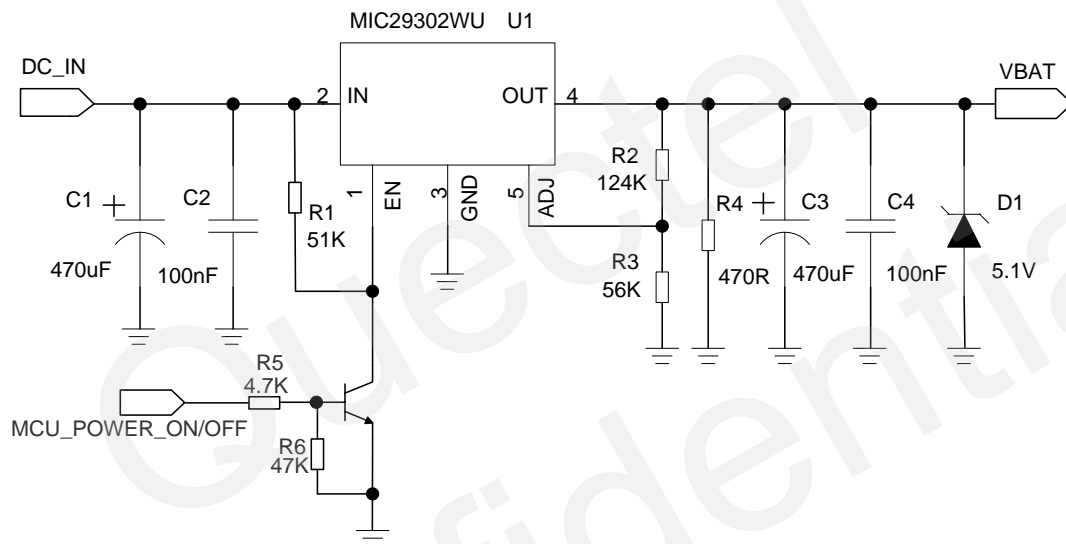 MIC29302WU U1
DC_IN
VBAT
2 IN
OUT 4
1
EN
3
GND
5
ADJ
C1
470uF
C2
100nF
R1
51K
R2
124K
R3
56K
R4
470R
C3
470uF
C4
100nF
D1
5.1V
R5
4.7K
MCU_POWER_ON/OFF
R6
47K
Quectel